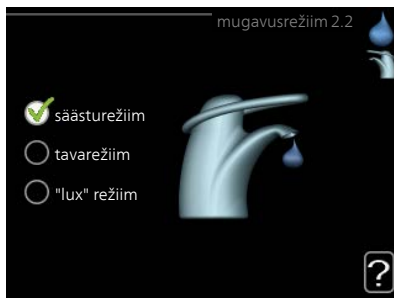 mugavusrežiim 2.2
säästurežiim
tavarežiim
"lux" režiim
?